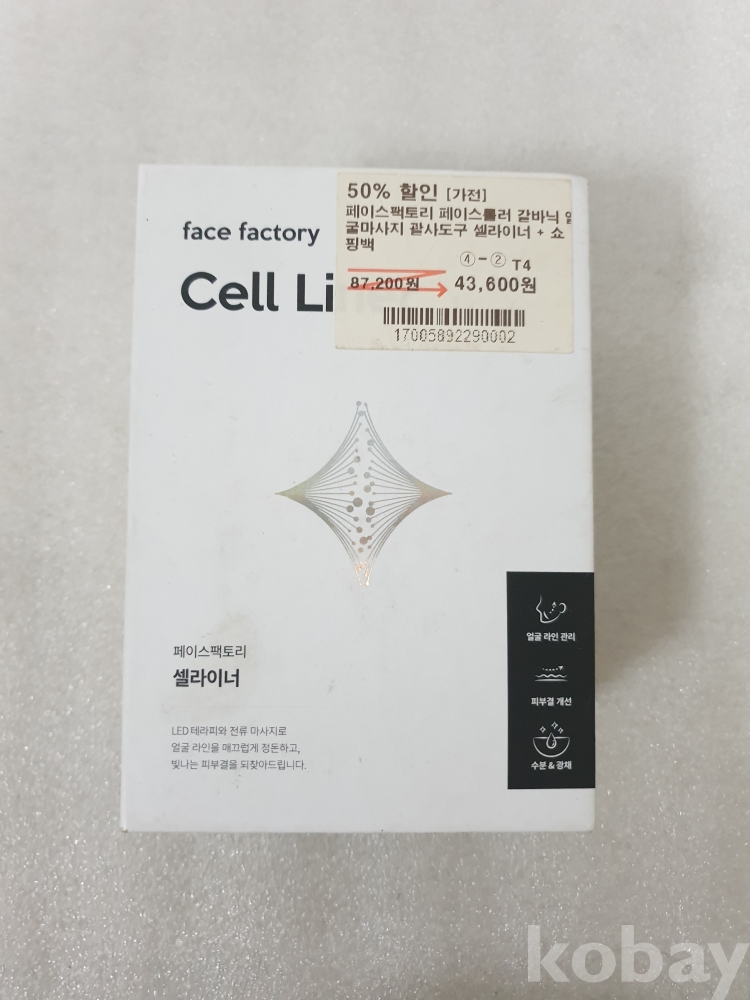 50% 할인 [가전]
페이스팩토리 페이스롤러 갈바닉 얼
굴마사지 괄사도구 셀라이너 + 쇼
핑백
④-② T4
87,200원 43,600원
17005892290002
face factory
Cell Liner
페이스팩토리
셀라이너
LED 테라피와 전류 마사지로
얼굴 라인을 매끄럽게 정돈하고,
빛나는 피부결을 되찾아드립니다.
얼굴 라인 관리
피부결 개선
수분 & 광채
kobay